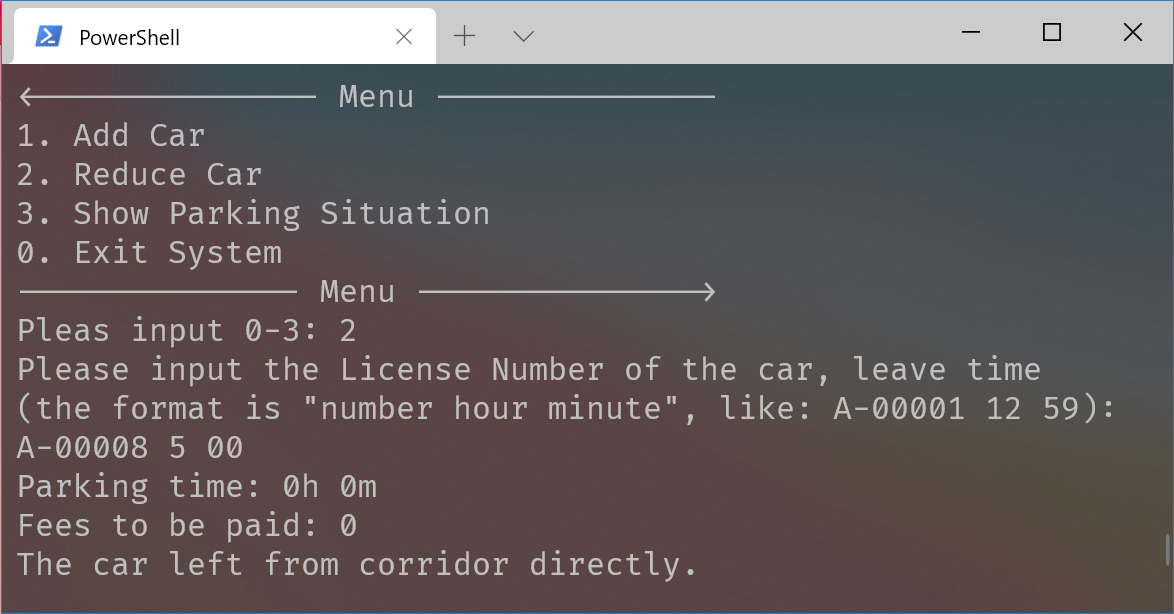 PowerShell
<—————————————— Menu ——————————————
1. Add Car
2. Reduce Car
3. Show Parking Situation
0. Exit System
—————————————— Menu ——————————————>
Pleas input 0-3: 2
Please input the License Number of the car, leave time
(the format is "number hour minute", like: A-00001 12 59):
A-00008 5 00
Parking time: 0h 0m
Fees to be paid: 0
The car left from corridor directly.